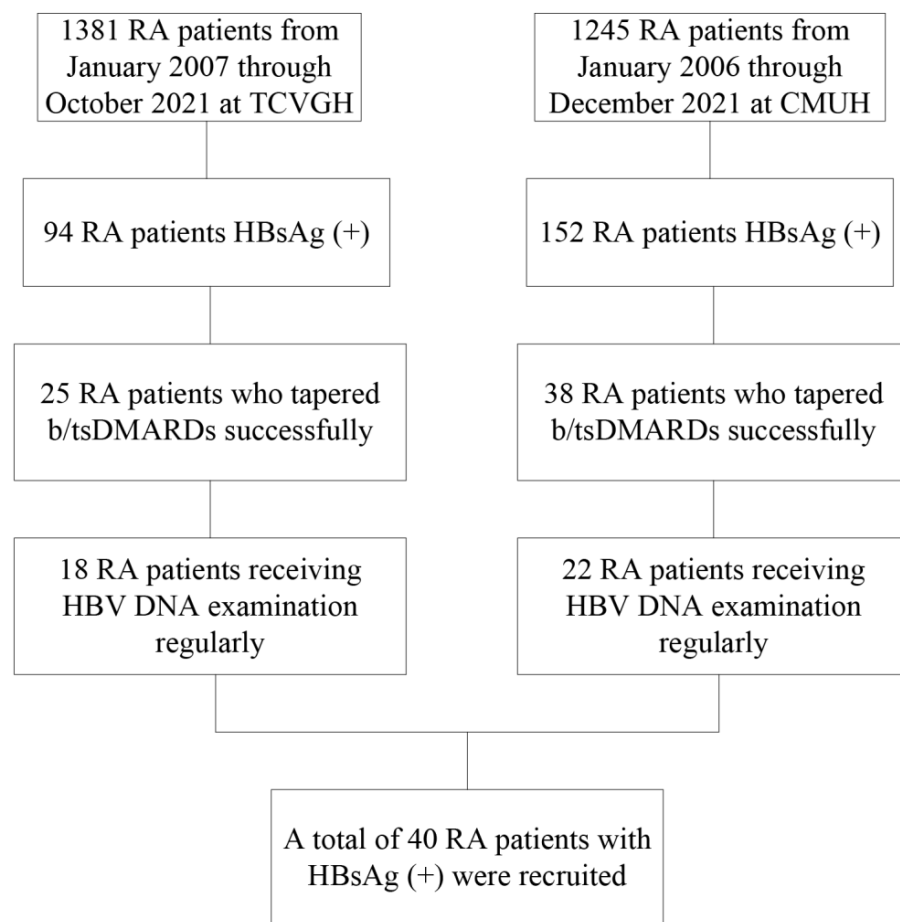 1381 RA patients from
January 2007 through
October 2021 at TCVGH
1245 RA patients from
January 2006 through
December 2021 at CMUH
94 RA patients HBsAg (+)
152 RA patients HBsAg (+)
25 RA patients who tapered
b/tsDMARDs successfully
38 RA patients who tapered
b/tsDMARDs successfully
18 RA patients receiving
HBV DNA examination
regularly
22 RA patients receiving
HBV DNA examination
regularly
A total of 40 RA patients with
HBsAg (+) were recruited